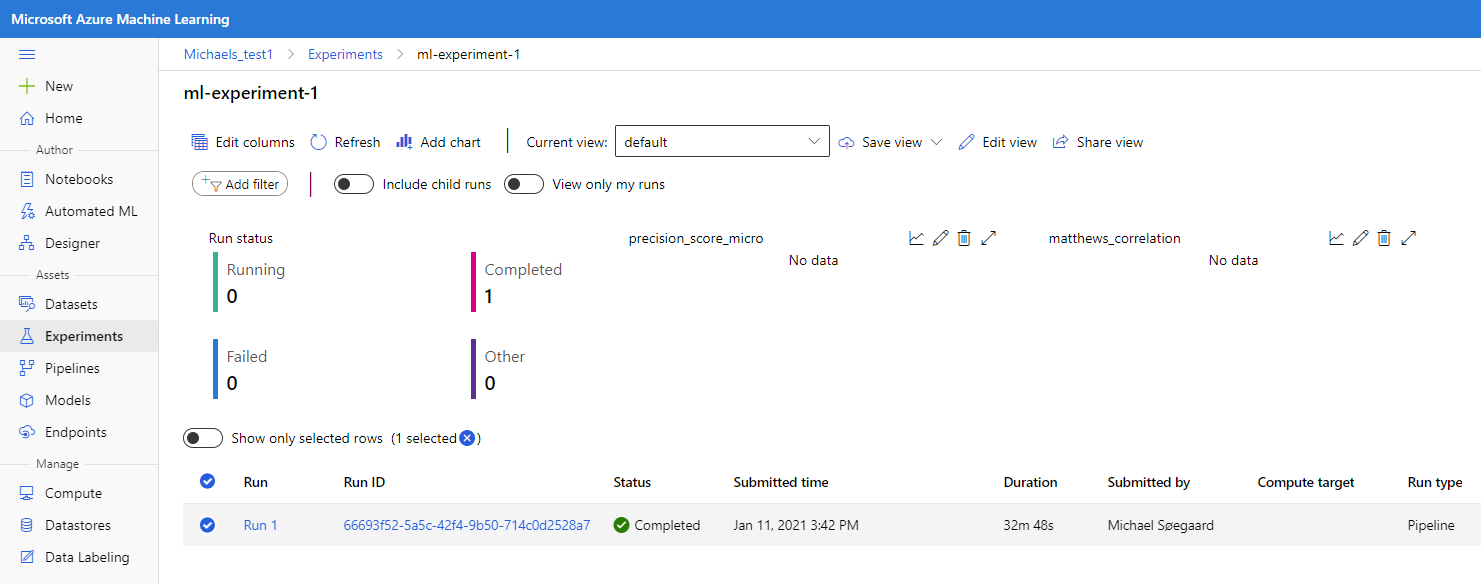 Microsoft Azure Machine Learning
Michaels_test1 > Experiments > ml-experiment-1
New
Home
Author
Notebooks
Automated ML
Designer
Assets
Datasets
Experiments
Pipelines
Models
Endpoints
Manage
Compute
Datastores
Data Labeling
ml-experiment-1
Edit columns Refresh Add chart Current view: default Save view Edit view Share view
Add filter Include child runs View only my runs
Run status
Running
0
Completed
1
Failed
0
Other
0
precision_score_micro
No data
matthews_correlation
No data
Show only selected rows (1 selected )
Run Run ID Status Submitted time Duration Submitted by Compute target Run type
Run 1 66693f52-5a5c-42f4-9b50-714c0d2528a7 Completed Jan 11, 2021 3:42 PM 32m 48s Michael Søegaard Pipeline